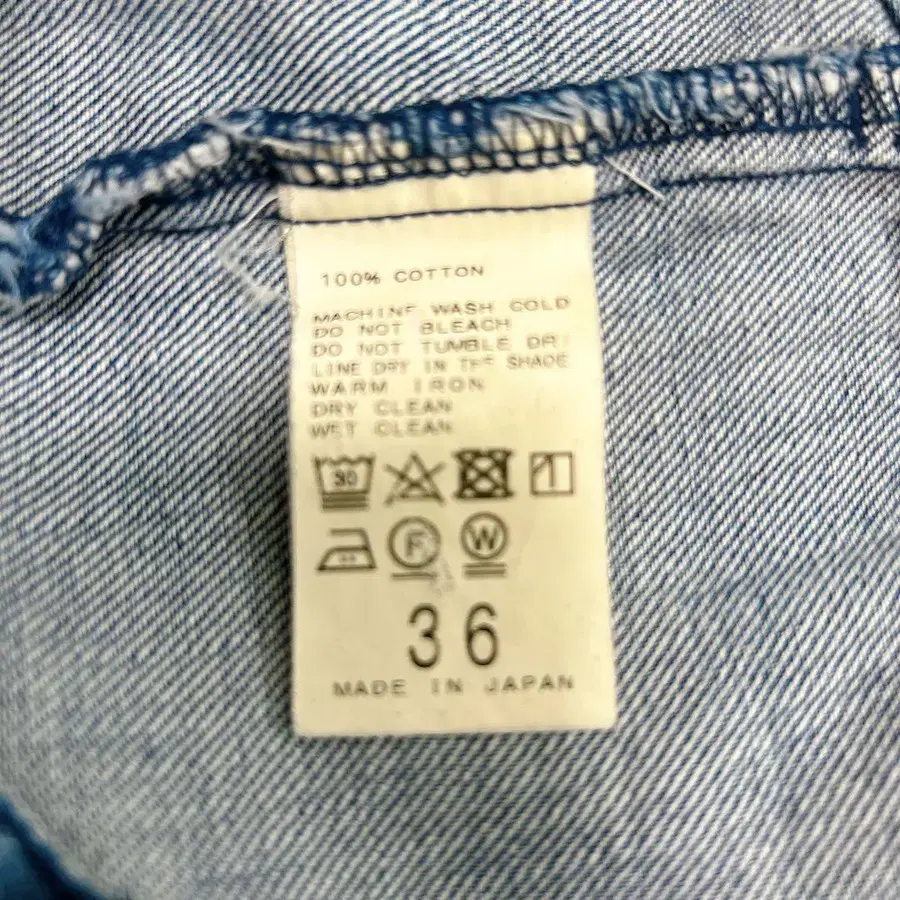 100% COTTON
MACHINE WASH COLD
DO NOT BLEACH
DO NOT TUMBLE DRY
LINE DRY IN THE SHADE
WARM IRON
DRY CLEAN
WET CLEAN
30
F W
36
MADE IN JAPAN